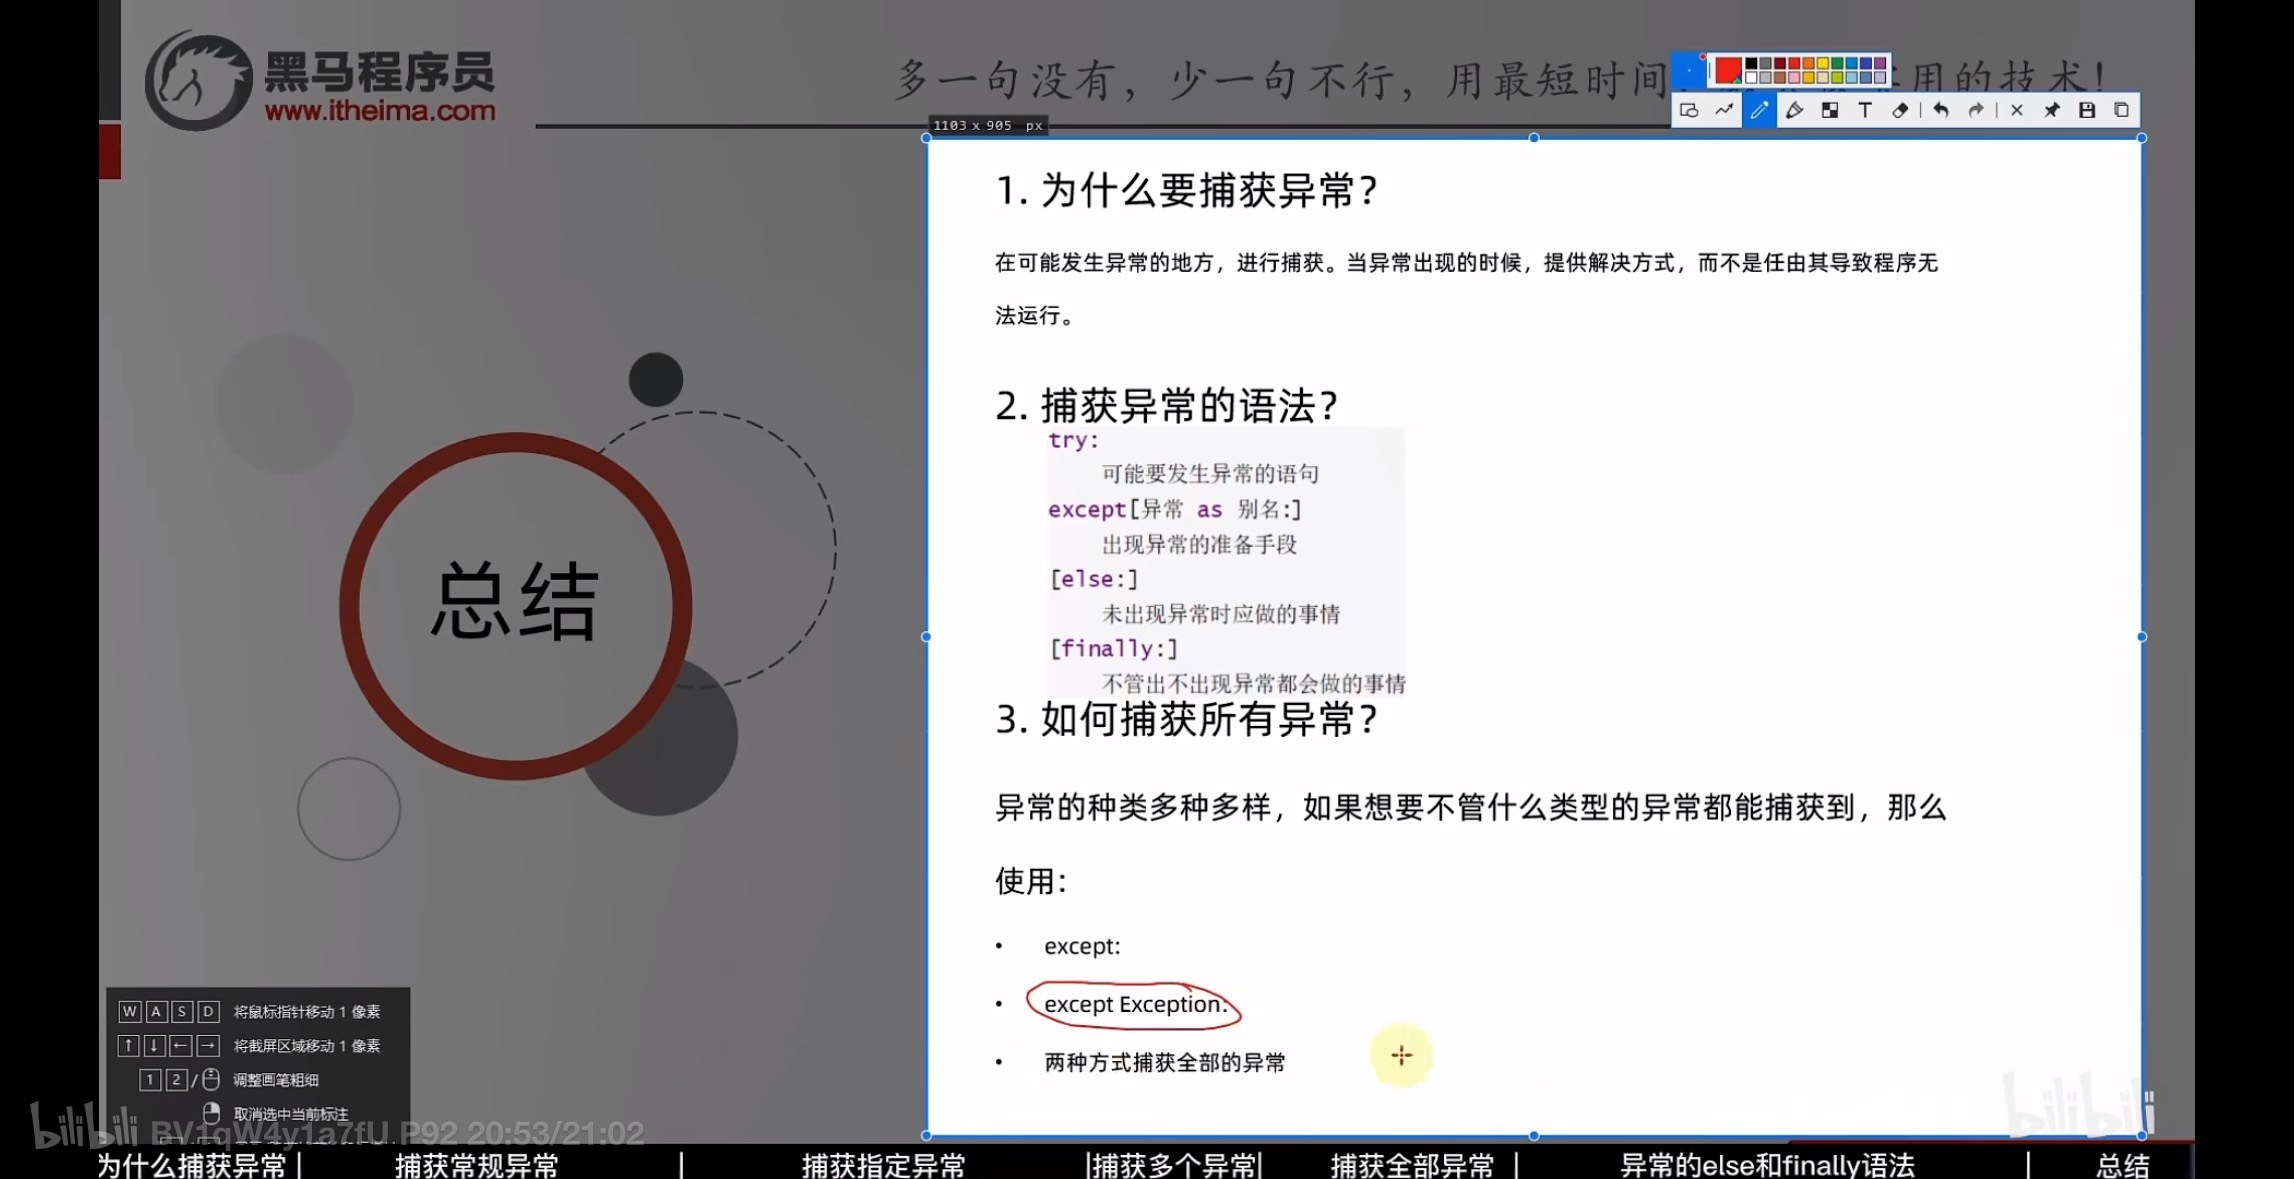 黑马程序员
www.itheima.com
多一句没有，少一句不行，用最短时间
用的技术！
1103 x 905 px
1. 为什么要捕获异常？
在可能发生异常的地方，进行捕获。当异常出现的时候，提供解决方式，而不是任由其导致程序无
法运行。
2. 捕获异常的语法？
try:
可能要发生异常的语句
except[异常 as 别名:]
出现异常的准备手段
[else:]
未出现异常时应做的事情
[finally:]
不管出不出现异常都会做的事情
3. 如何捕获所有异常？
异常的种类多种多样，如果想要不管什么类型的异常都能捕获到，那么
使用：
• except:
• except Exception:
• 两种方式捕获全部的异常
总结
W A S D 将鼠标指针移动 1 像素
↑ ↓ ← → 将截屏区域移动 1 像素
1 2 / 调整画笔粗细
取消选中当前标注
bilibili BV1qW4y1a7fU P92 20:53/21:02
bilibili
为什么捕获异常 | 捕获常规异常 | 捕获指定异常 |捕获多个异常| 捕获全部异常 | 异常的else和finally语法 | 总结